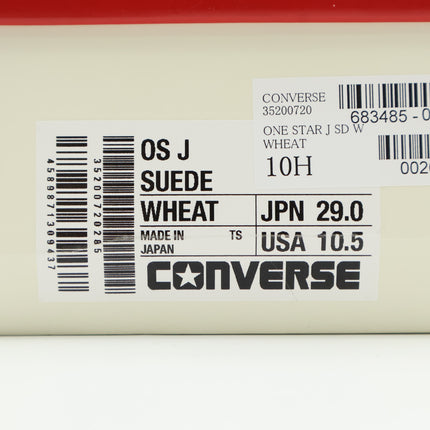 CONVERSE
35200720
683485 - 0
ONE STAR J SD W
WHEAT
10H
OS J
SUEDE
WHEAT
JPN 29.0
MADE IN
JAPAN
TS
USA 10.5
CONVERSE
4589871309437
35200720285